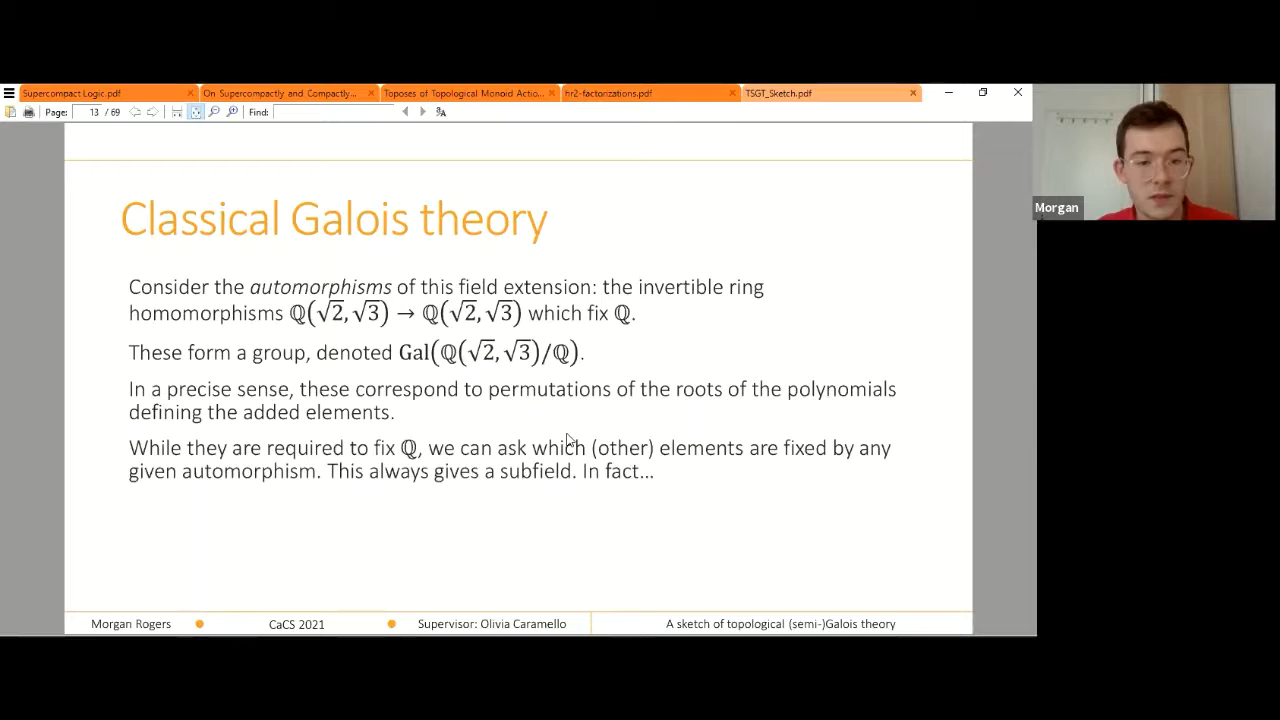 Supercompact Logic.pdf
On Supercompactly and Compactly...
Toposes of Topological Monoid Actio...
hr2-factorizations.pdf
TSGT_Sketch.pdf
Page: 13 / 69 Find:
Morgan
Classical Galois theory
Consider the automorphisms of this field extension: the invertible ring
homomorphisms ℚ(√2, √3) → ℚ(√2, √3) which fix ℚ.
These form a group, denoted Gal(ℚ(√2, √3)/ℚ).
In a precise sense, these correspond to permutations of the roots of the polynomials
defining the added elements.
While they are required to fix ℚ, we can ask which (other) elements are fixed by any
given automorphism. This always gives a subfield. In fact...
Morgan Rogers ● CaCS 2021 ● Supervisor: Olivia Caramello A sketch of topological (semi-)Galois theory